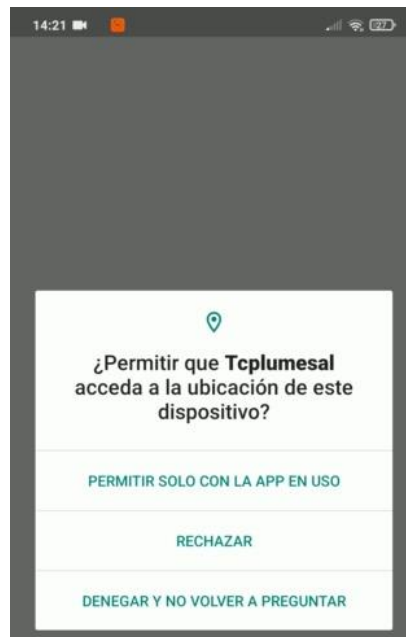 14:21 27
¿Permitir que Tcplumesal
acceda a la ubicación de este
dispositivo?
PERMITIR SOLO CON LA APP EN USO
RECHAZAR
DENEGAR Y NO VOLVER A PREGUNTAR